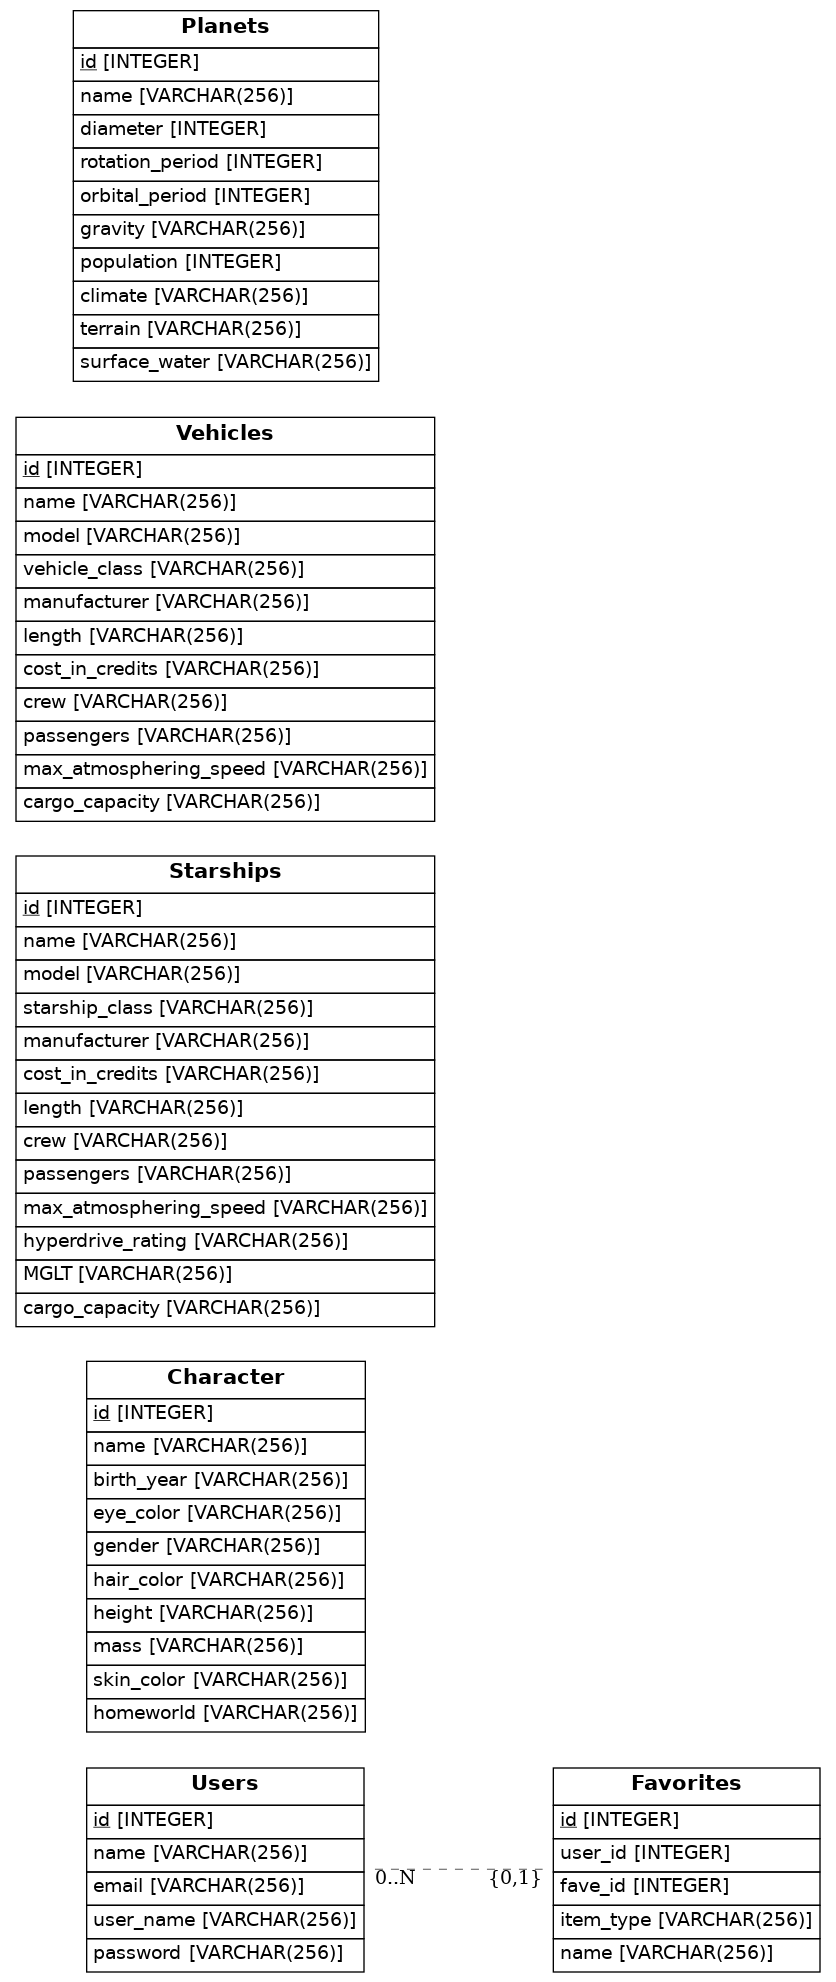 Planets
id [INTEGER]
name [VARCHAR(256)]
diameter [INTEGER]
rotation_period [INTEGER]
orbital_period [INTEGER]
gravity [VARCHAR(256)]
population [INTEGER]
climate [VARCHAR(256)]
terrain [VARCHAR(256)]
surface_water [VARCHAR(256)]
Vehicles
id [INTEGER]
name [VARCHAR(256)]
model [VARCHAR(256)]
vehicle_class [VARCHAR(256)]
manufacturer [VARCHAR(256)]
length [VARCHAR(256)]
cost_in_credits [VARCHAR(256)]
crew [VARCHAR(256)]
passengers [VARCHAR(256)]
max_atmosphering_speed [VARCHAR(256)]
cargo_capacity [VARCHAR(256)]
Starships
id [INTEGER]
name [VARCHAR(256)]
model [VARCHAR(256)]
starship_class [VARCHAR(256)]
manufacturer [VARCHAR(256)]
cost_in_credits [VARCHAR(256)]
length [VARCHAR(256)]
crew [VARCHAR(256)]
passengers [VARCHAR(256)]
max_atmosphering_speed [VARCHAR(256)]
hyperdrive_rating [VARCHAR(256)]
MGLT [VARCHAR(256)]
cargo_capacity [VARCHAR(256)]
Character
id [INTEGER]
name [VARCHAR(256)]
birth_year [VARCHAR(256)]
eye_color [VARCHAR(256)]
gender [VARCHAR(256)]
hair_color [VARCHAR(256)]
height [VARCHAR(256)]
mass [VARCHAR(256)]
skin_color [VARCHAR(256)]
homeworld [VARCHAR(256)]
Users
id [INTEGER]
name [VARCHAR(256)]
email [VARCHAR(256)]
user_name [VARCHAR(256)]
password [VARCHAR(256)]
0..N
{0,1}
Favorites
id [INTEGER]
user_id [INTEGER]
fave_id [INTEGER]
item_type [VARCHAR(256)]
name [VARCHAR(256)]